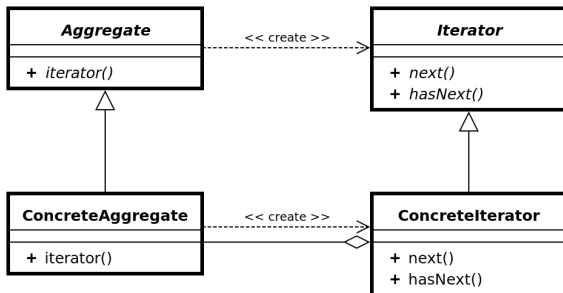 Aggregate
<< create >>
Iterator
+ iterator()
+ next()
+ hasNext()
ConcreteAggregate
<< create >>
ConcreteIterator
+ iterator()
+ next()
+ hasNext()